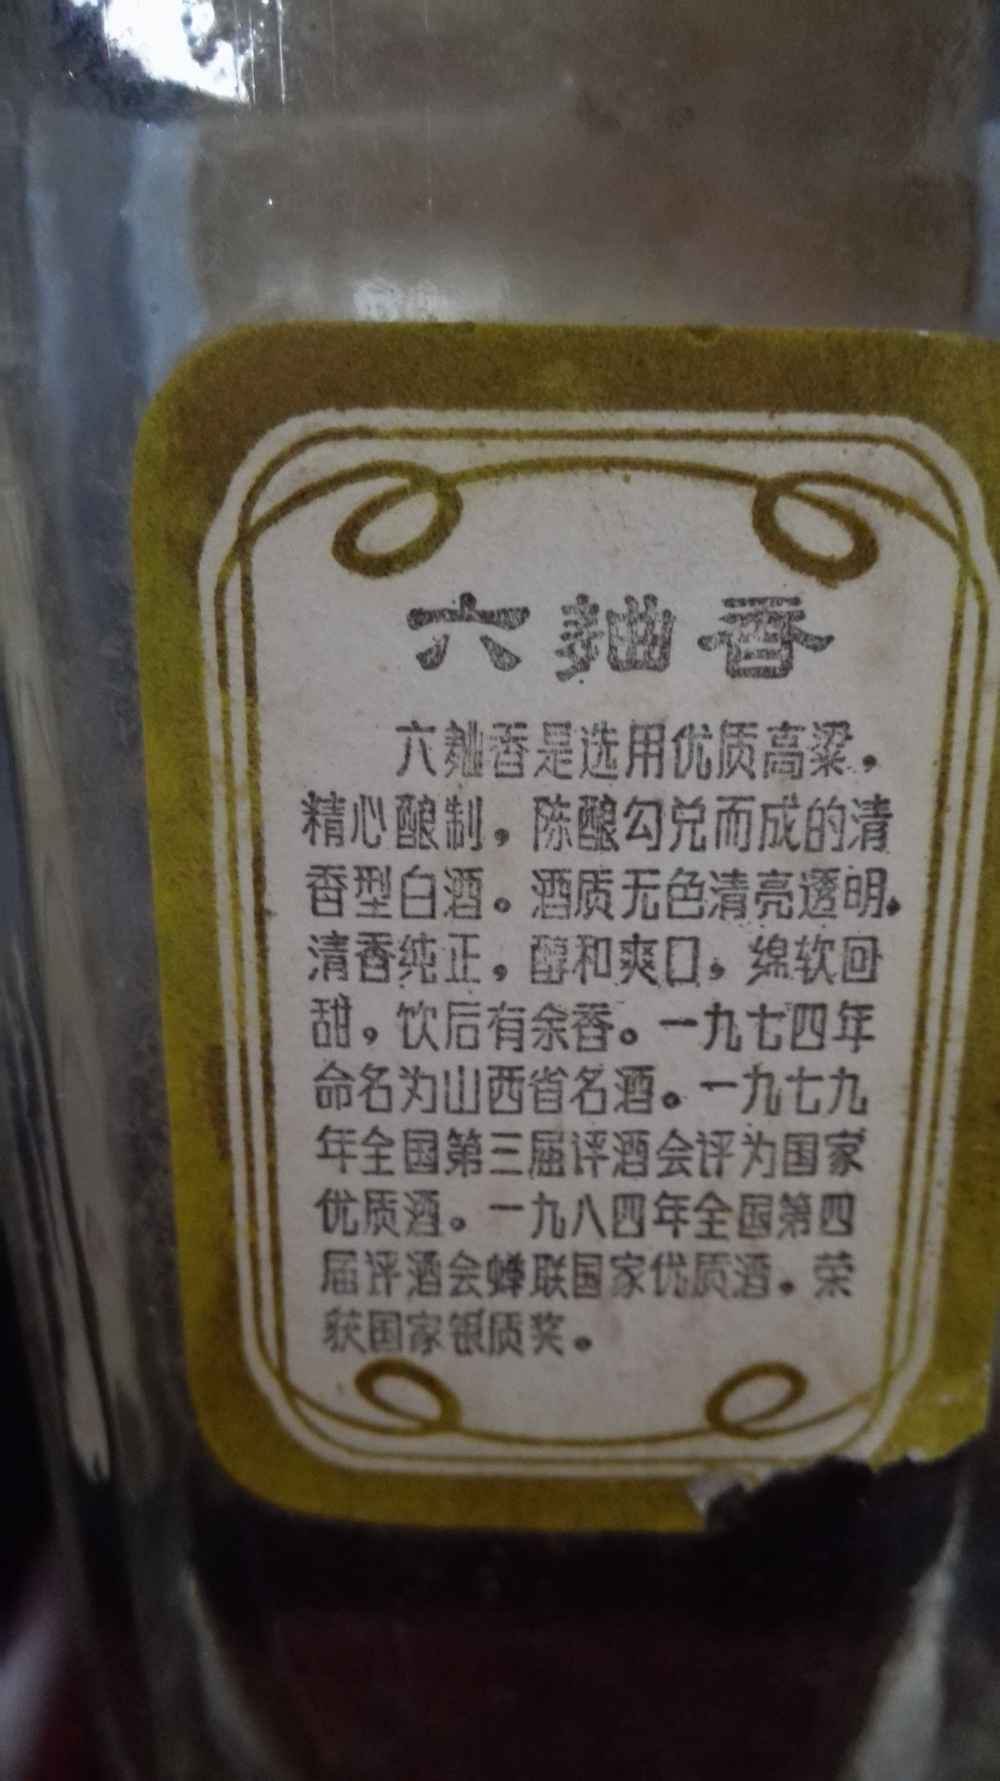 六麯香
六麯香是选用优质高粱，
精心酿制，陈酿勾兑而成的清
香型白酒。酒质无色清亮透明，
清香纯正，醇和爽口，绵软回
甜，饮后有余香。一九七四年
命名为山西省名酒。一九七九
年全国第三届评酒会评为国家
优质酒。一九八四年全国第四
届评酒会蝉联国家优质酒。荣
获国家银质奖。